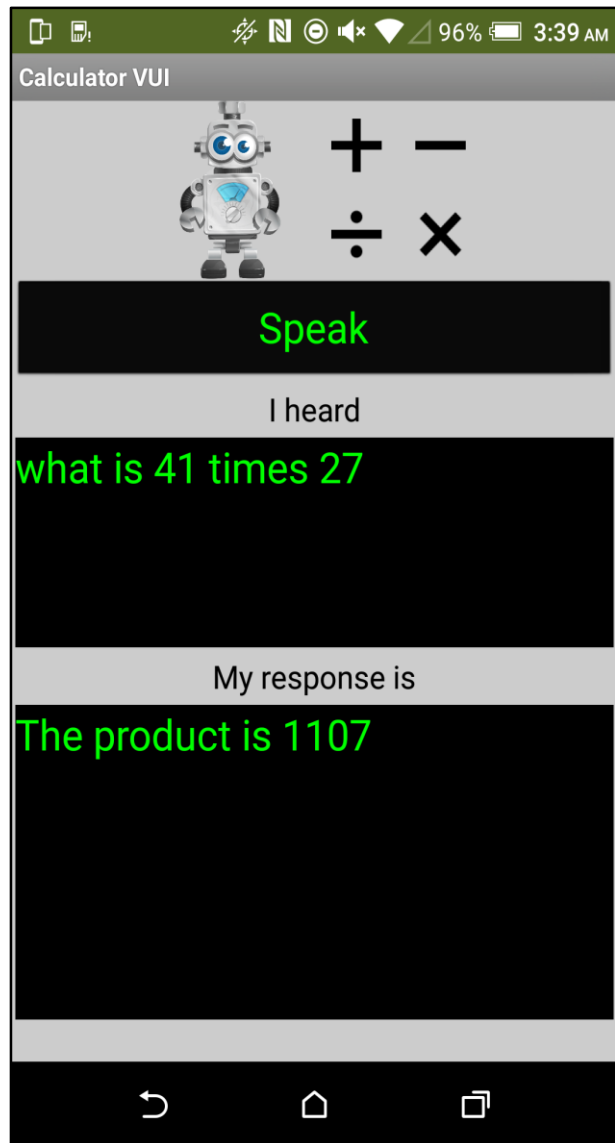 96% 3:39 AM
Calculator VUI
+ −
÷ ×
Speak
I heard
what is 41 times 27
My response is
The product is 1107